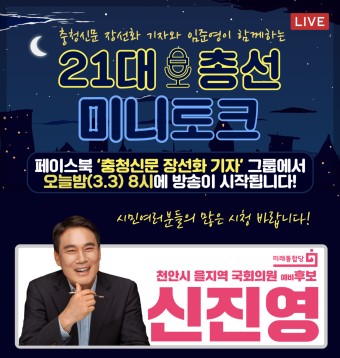 LIVE
충청신문 장선화 기자와 임준영이 함께하는
21대 총선
미니토크
페이스북 '충청신문 장선화 기자' 그룹에서
오늘밤(3.3) 8시에 방송이 시작됩니다!
시민여러분들의 많은 시청 바랍니다!
미래통합당
천안시 을지역 국회의원 예비후보
신진영